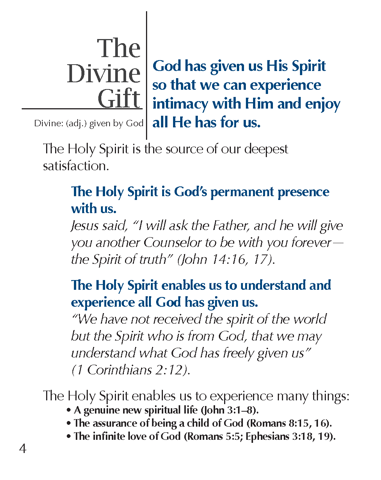 The
Divine
Gift
Divine: (adj.) given by God
God has given us His Spirit
so that we can experience
intimacy with Him and enjoy
all He has for us.
The Holy Spirit is the source of our deepest
satisfaction.
The Holy Spirit is God’s permanent presence
with us.
Jesus said, “I will ask the Father, and he will give
you another Counselor to be with you forever—
the Spirit of truth” (John 14:16, 17).
The Holy Spirit enables us to understand and
experience all God has given us.
“We have not received the spirit of the world
but the Spirit who is from God, that we may
understand what God has freely given us”
(1 Corinthians 2:12).
The Holy Spirit enables us to experience many things:
• A genuine new spiritual life (John 3:1–8).
• The assurance of being a child of God (Romans 8:15, 16).
• The infinite love of God (Romans 5:5; Ephesians 3:18, 19).
4